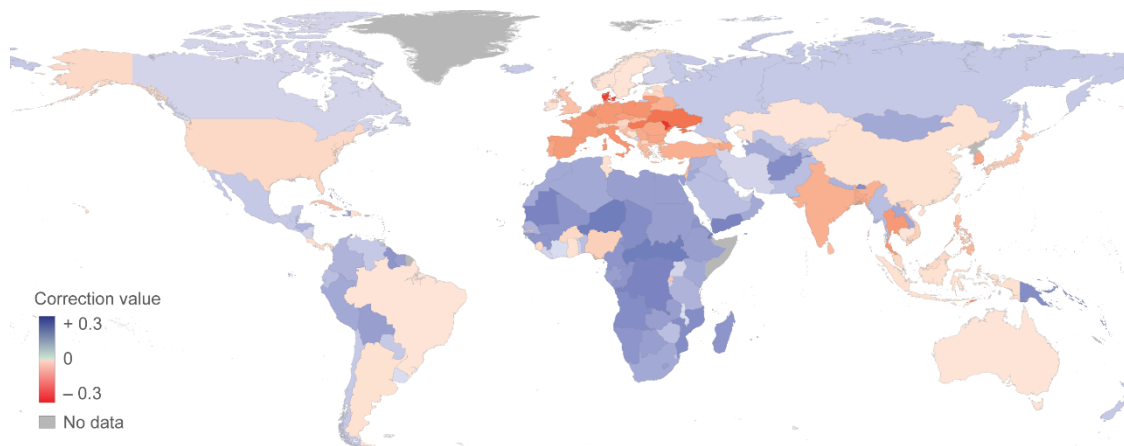 Correction value
+ 0.3
0
– 0.3
No data